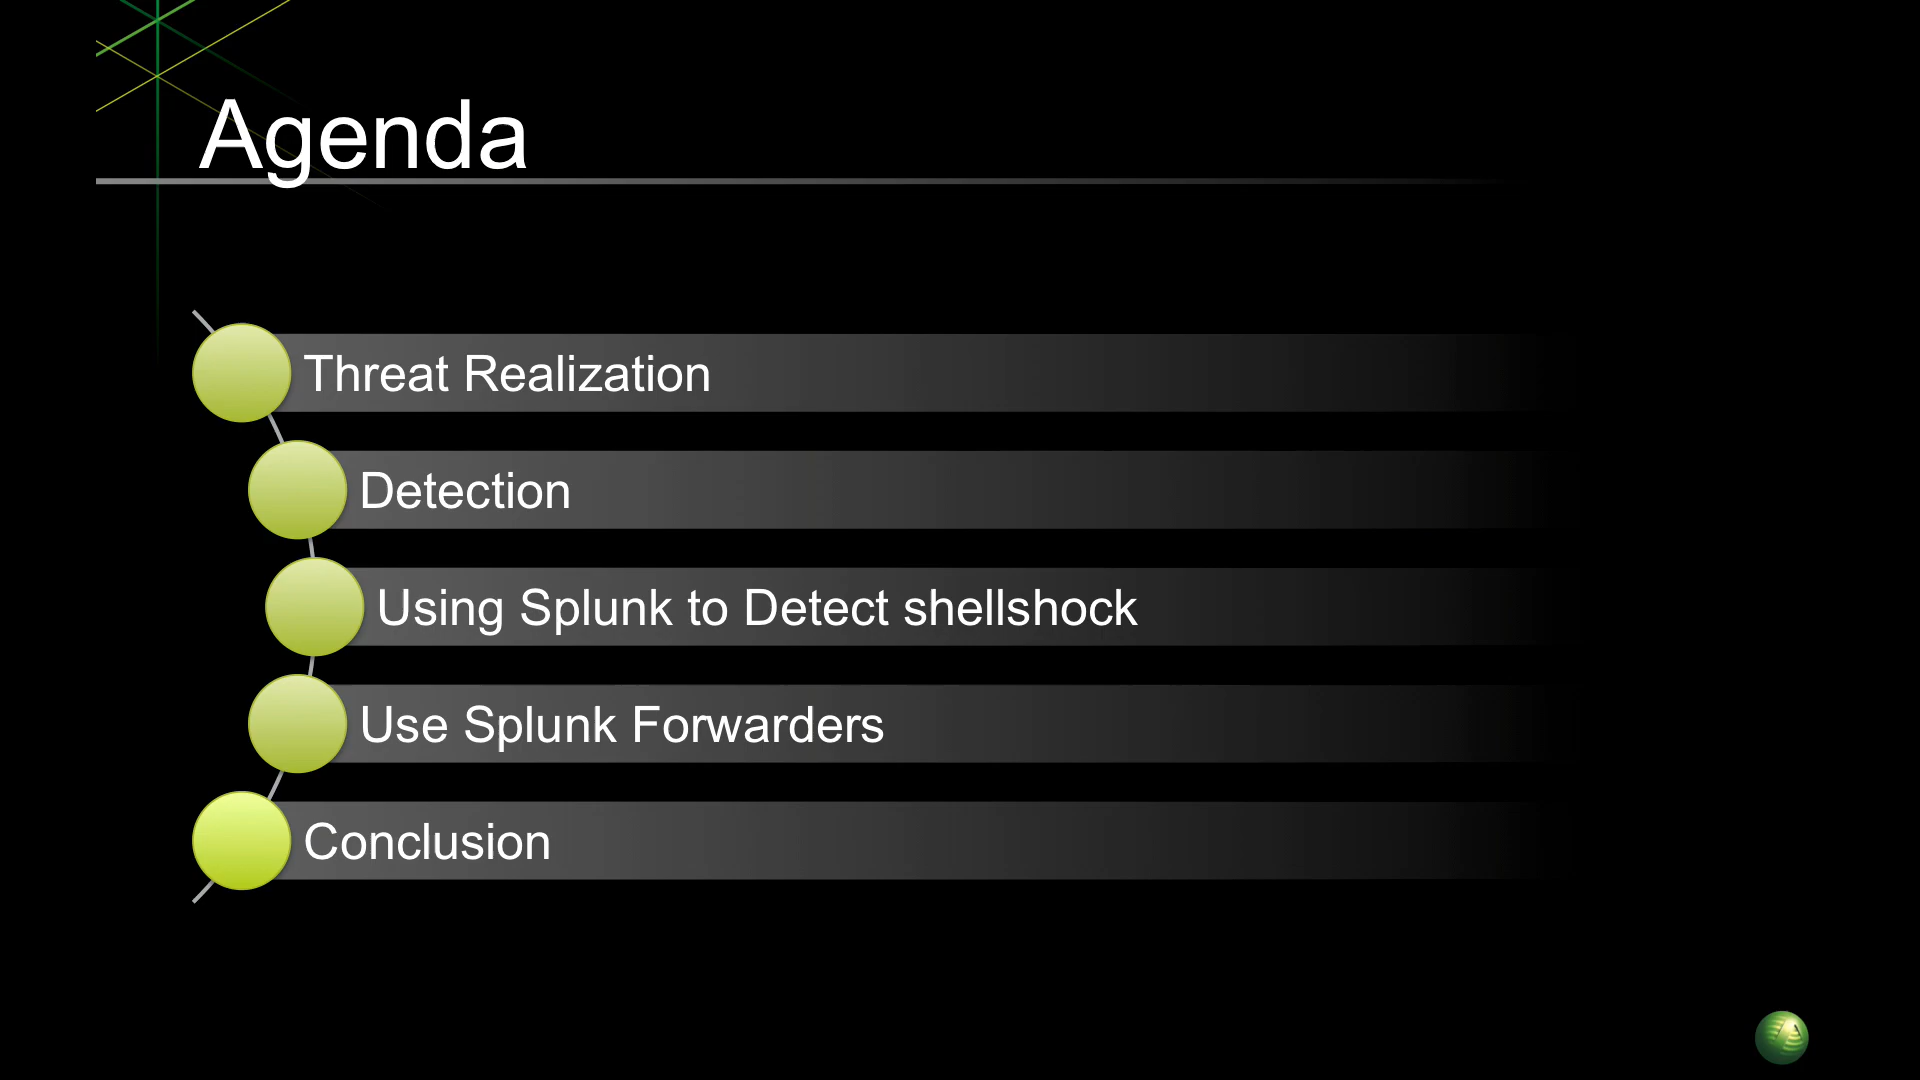 Agenda
Threat Realization
Detection
Using Splunk to Detect shellshock
Use Splunk Forwarders
Conclusion